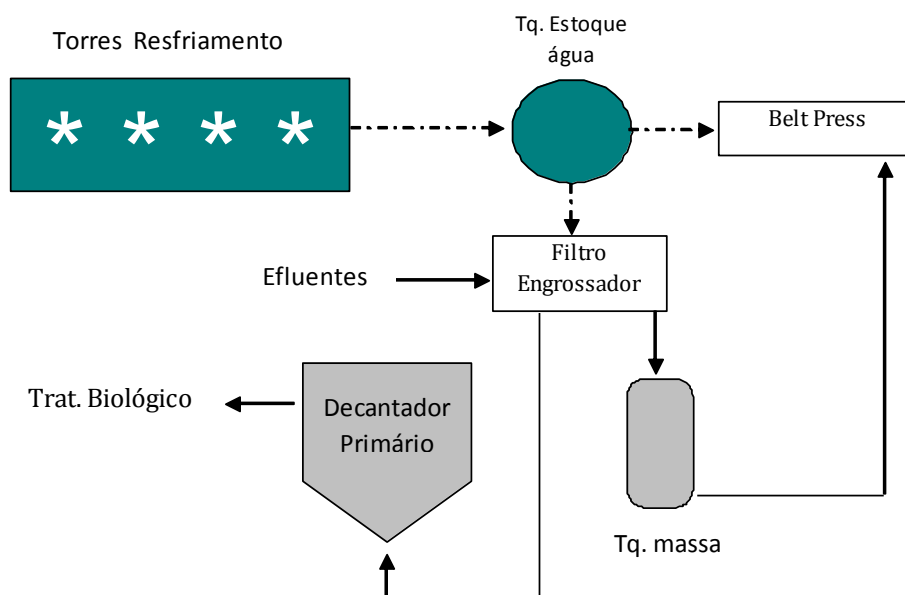 Torres Resfriamento
Tq. Estoque
água
* * * *
Belt Press
Filtro
Engrossador
Efluentes
Trat. Biológico
Decantador
Primário
Tq. massa